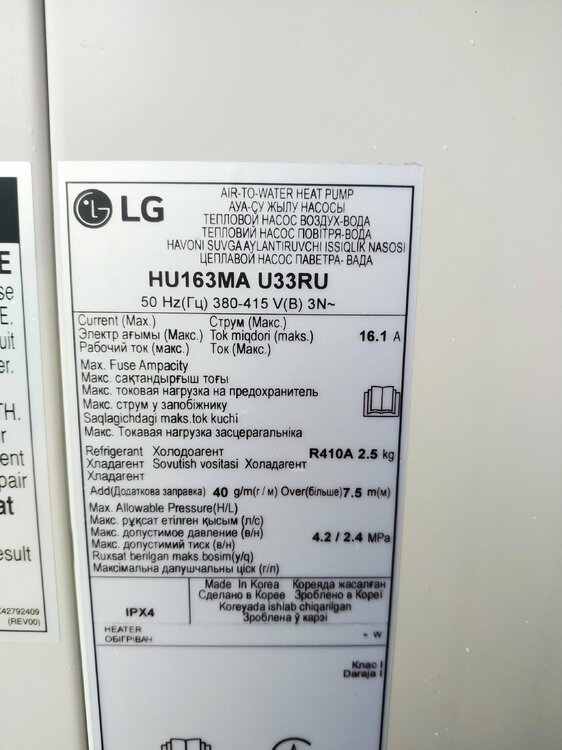 LG
AIR-TO-WATER HEAT PUMP
АУА-СУ ЖЫЛУ НАСОСЫ
ТЕПЛОВОЙ НАСОС ВОЗДУХ-ВОДА
ТЕПЛОВИЙ НАСОС ПОВІТРЯ-ВОДА
HAVONI SUVGA AYLANTIRUVCHI ISSIQLIK NASOSI
ЦЕПЛАВОЙ НАСОС ПАВЕТРА- ВАДА
HU163MA U33RU
50 Hz(Гц) 380-415 V(В) 3N~
Current (Max.) Струм (Макс.)
Электр ағымы (Макс.) Tok miqdori (maks.) 16.1 A
Рабочий ток (макс.) Ток (макс.)
Max. Fuse Ampacity
Макс. сақтандырғыш тоғы
Макс. токовая нагрузка на предохранитель
Макс. струм у запобіжнику
Saqlagichdagi maks.tok kuchi
Макс. Токавая нагрузка засцерагальніка
Refrigerant Холодоагент R410A 2.5 kg
Хладагент Sovutish vositasi Холадагент
Хладагент
Add(Додаткова заправка) 40 g/m(г/м) Over(більше)7.5 m(м)
Max. Allowable Pressure(H/L)
Макс. рұқсат етілген қысым (л/с)
Макс. допустимое давление (в/н) 4.2 / 2.4 MPa
Макс. допустимий тиск (в/н)
Ruxsat berilgan maks.bosim(y/q)
Максімальна дапушчальны ціск (г/л)
IPX4
Made In Korea Кореяда жасалған
Сделано в Корее Зроблено в Кореї
Koreyada ishlab chiqarilgan
Зроблена ў карэі
HEATER - W
ОБІГРІВАЧ
Клас I
Daraja I
E
se
E.
uit
er.
TH.
r
ent
pair
at
esult
42792409
(REV00)